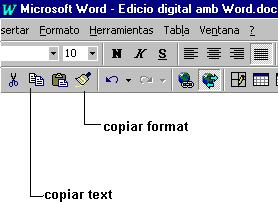 Microsoft Word - Edicio digital amb Word.doc
sertar Formato Herramientas Tabla Ventana ?
10 N K S
copiar format
copiar text